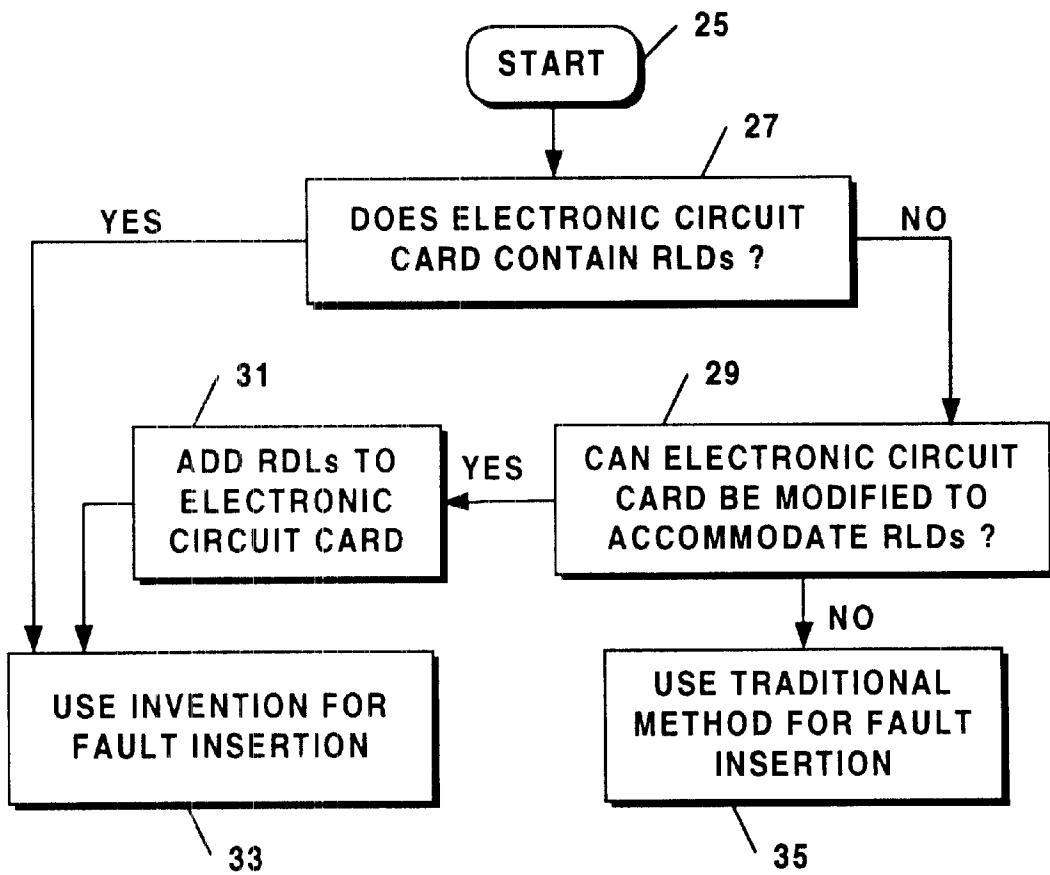 25
START
27
YES
DOES ELECTRONIC CIRCUIT
CARD CONTAIN RLDs ?
NO
31
29
ADD RDLs TO
ELECTRONIC
CIRCUIT CARD
YES
CAN ELECTRONIC CIRCUIT
CARD BE MODIFIED TO
ACCOMMODATE RLDs ?
NO
USE INVENTION FOR
FAULT INSERTION
USE TRADITIONAL
METHOD FOR FAULT
INSERTION
33
35